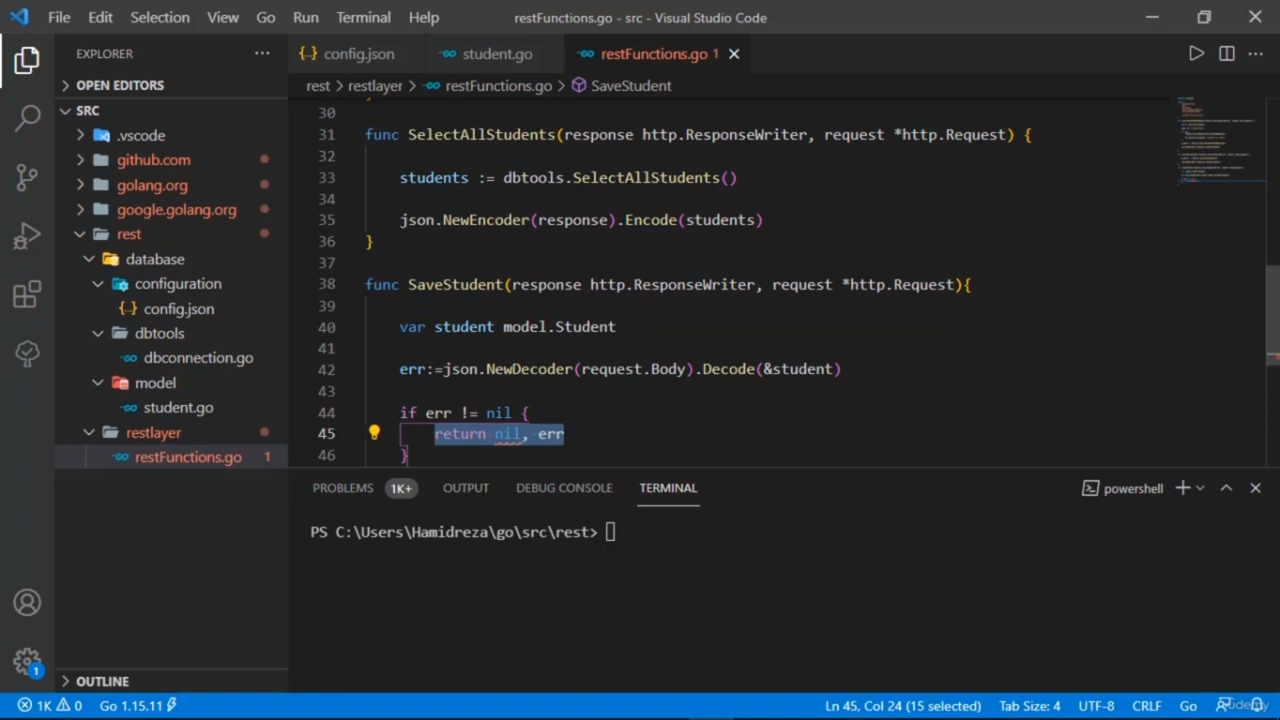 File Edit Selection View Go Run Terminal Help restFunctions.go - src - Visual Studio Code
EXPLORER
config.json student.go restFunctions.go 1
OPEN EDITORS
rest > restlayer > restFunctions.go > SaveStudent
SRC
.vscode
github.com
golang.org
google.golang.org
rest
database
configuration
config.json
dbtools
dbconnection.go
model
student.go
restlayer
restFunctions.go 1
OUTLINE
30
31 func SelectAllStudents(response http.ResponseWriter, request *http.Request) {
32
33 students := dbtools.SelectAllStudents()
34
35 json.NewEncoder(response).Encode(students)
36 }
37
38 func SaveStudent(response http.ResponseWriter, request *http.Request){
39
40 var student model.Student
41
42 err:=json.NewDecoder(request.Body).Decode(&student)
43
44 if err != nil {
45 return nil, err
46 }
PROBLEMS 1K+ OUTPUT DEBUG CONSOLE TERMINAL powershell
PS C:\Users\Hamidreza\go\src\rest>
1
1K 0 Go 1.15.11 Ln 45, Col 24 (15 selected) Tab Size: 4 UTF-8 CRLF Go
Udemy